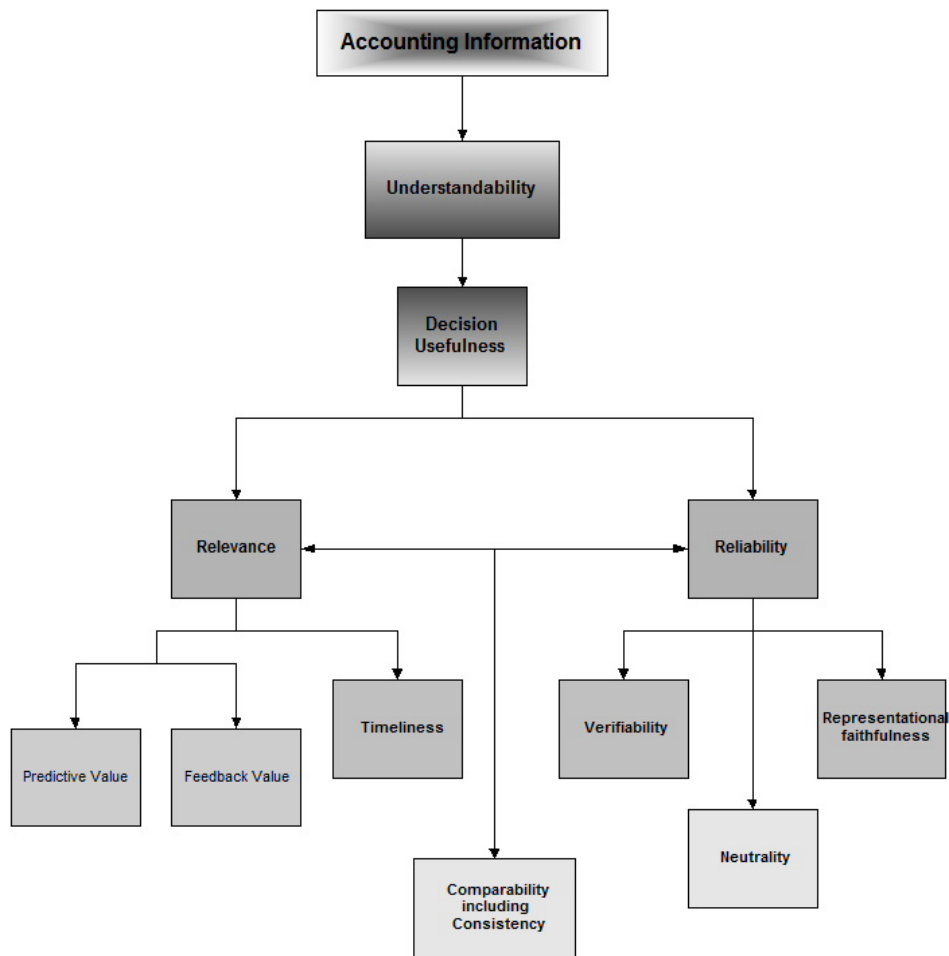 Accounting Information
Understandability
Decision
Usefulness
Relevance
Reliability
Timeliness
Verifiability
Representational
faithfulness
Predictive Value
Feedback Value
Neutrality
Comparability
including
Consistency